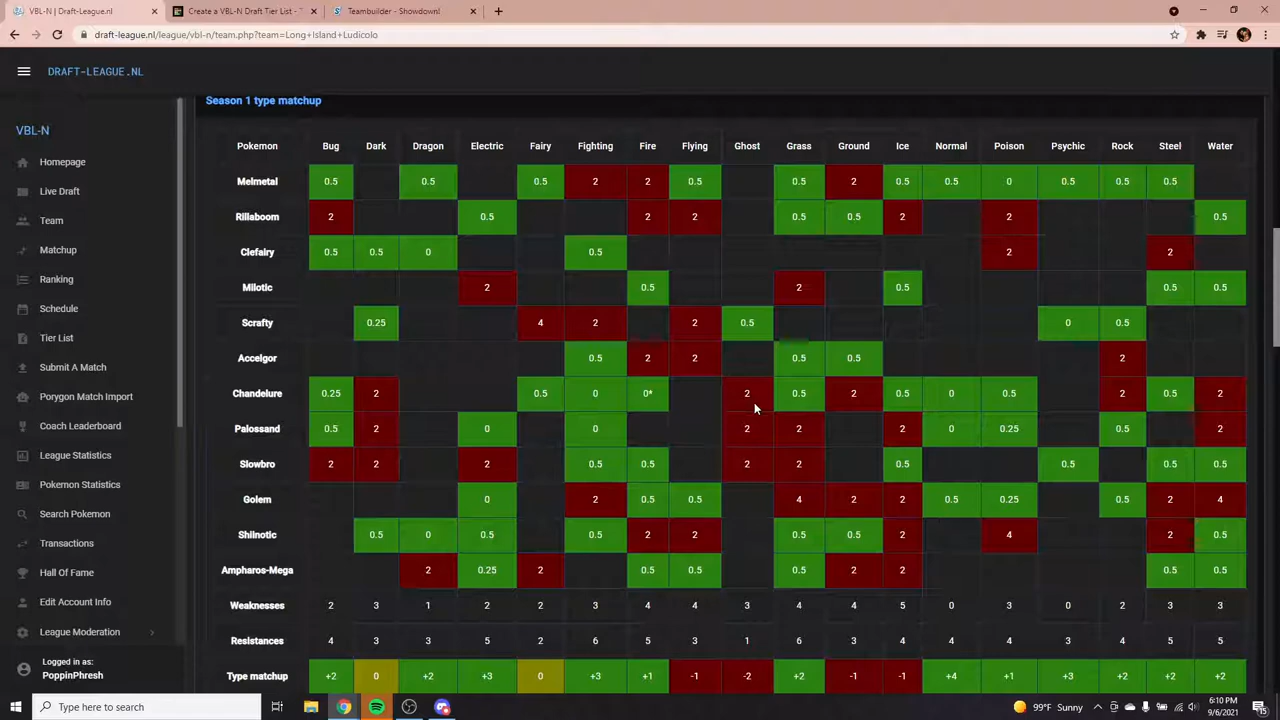 VBL-N | Draft-League.nl
Create a VBL-N Draft Tier List - T
Teambuilder - Showdown!
draft-league.nl/league/vbl-n/team.php?team=Long+Island+Ludicolo
DRAFT-LEAGUE.NL
VBL-N
Homepage
Live Draft
Team
Matchup
Ranking
Schedule
Tier List
Submit A Match
Porygon Match Import
Coach Leaderboard
League Statistics
Pokemon Statistics
Search Pokemon
Transactions
Hall Of Fame
Edit Account Info
League Moderation
Logged in as:
PoppinPhresh
Season 1 type matchup
Pokemon Bug Dark Dragon Electric Fairy Fighting Fire Flying Ghost Grass Ground Ice Normal Poison Psychic Rock Steel Water
Melmetal 0.5 0.5 0.5 2 2 0.5 0.5 2 0.5 0.5 0 0.5 0.5 0.5
Rillaboom 2 0.5 2 2 0.5 0.5 2 2 0.5
Clefairy 0.5 0.5 0 0.5 2 2
Milotic 2 0.5 2 0.5 0.5 0.5
Scrafty 0.25 4 2 2 0.5 0 0.5
Accelgor 0.5 2 2 0.5 0.5 2
Chandelure 0.25 2 0.5 0 0* 2 0.5 2 0.5 0 0.5 2 0.5 2
Palossand 0.5 2 0 0 2 2 2 0 0.25 0.5 2
Slowbro 2 2 2 0.5 0.5 2 2 0.5 0.5 0.5 0.5
Golem 0 2 0.5 0.5 4 2 2 0.5 0.25 0.5 2 4
Shiinotic 0.5 0 0.5 0.5 2 2 0.5 0.5 2 4 2 0.5
Ampharos-Mega 2 0.25 2 0.5 0.5 0.5 2 2 0.5 0.5
Weaknesses 2 3 1 2 2 3 4 4 3 4 4 5 0 3 0 2 3 3
Resistances 4 3 3 5 2 6 5 3 1 6 3 4 4 4 3 4 5 5
Type matchup +2 0 +2 +3 0 +3 +1 -1 -2 +2 -1 -1 +4 +1 +3 +2 +2 +2
Type here to search
99°F Sunny
6:10 PM
9/6/2021
15